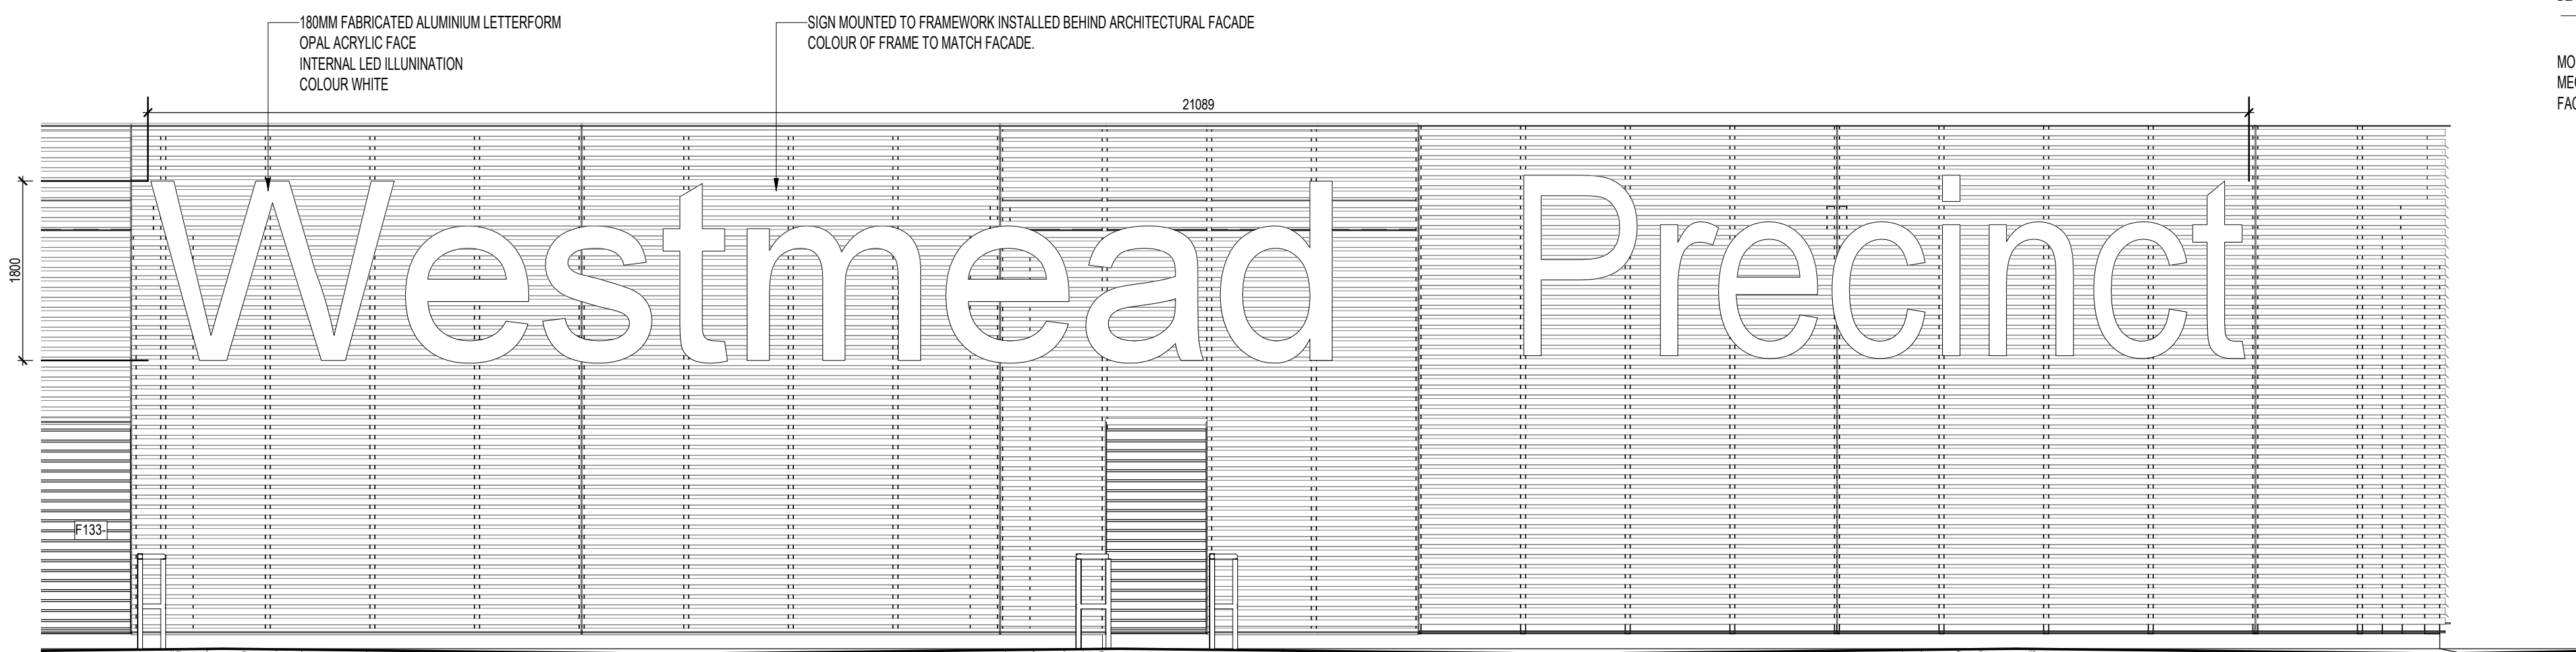 180MM FABRICATED ALUMINIUM LETTERFORM
OPAL ACRYLIC FACE
INTERNAL LED ILLUNINATION
COLOUR WHITE
SIGN MOUNTED TO FRAMEWORK INSTALLED BEHIND ARCHITECTURAL FACADE
COLOUR OF FRAME TO MATCH FACADE.
21089
1800
Westmead Precinct
F133-